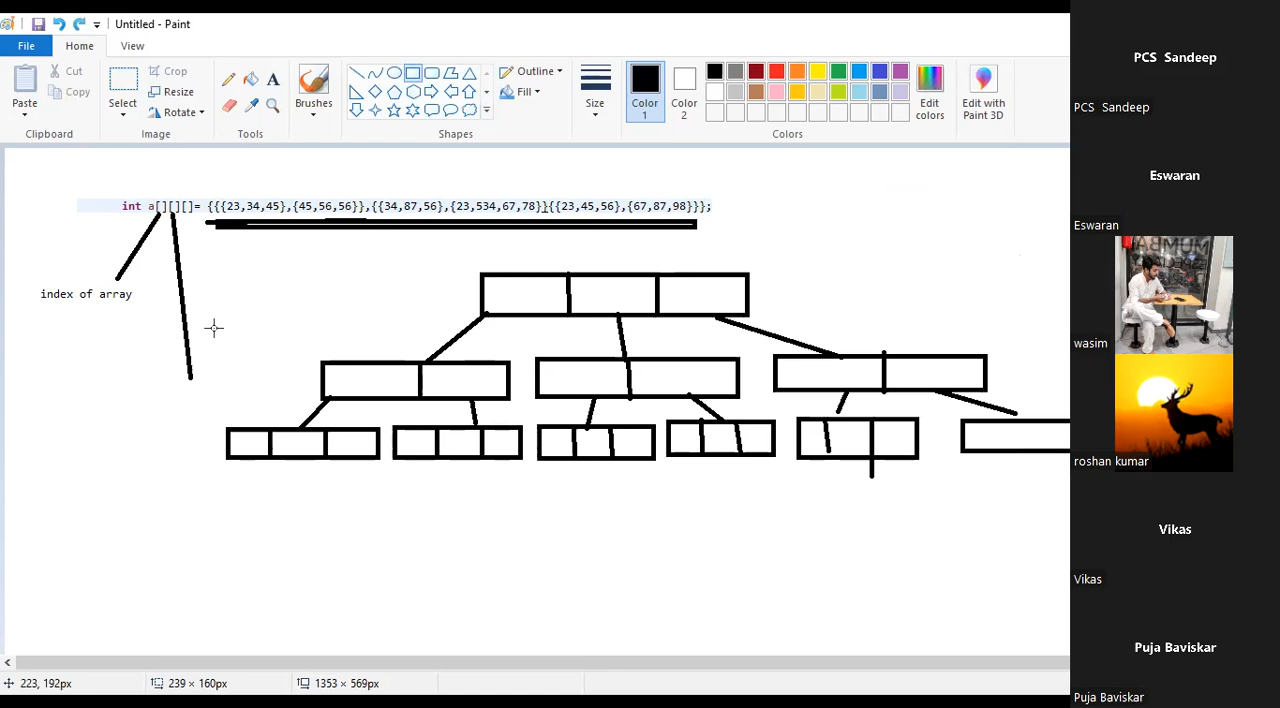 Untitled - Paint
File Home View
Paste
Cut
Copy
Clipboard
Select
Crop
Resize
Rotate
Image
A
Tools
Brushes
Outline
Fill
Shapes
Size
Color 1
Color 2
Edit colors
Colors
Edit with Paint 3D
int a[][][]= {{{23,34,45},{45,56,56}},{{34,87,56},{23,534,67,78}}{{23,45,56},{67,87,98}}};
index of array
223, 192px
239 × 160px
1353 × 569px
PCS Sandeep
PCS Sandeep
Eswaran
Eswaran
MUMBAI
wasim
roshan kumar
Vikas
Vikas
Puja Baviskar
Puja Baviskar